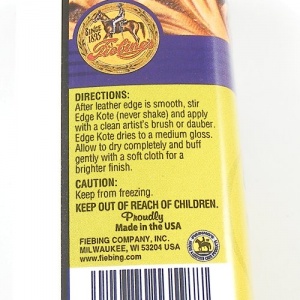 SINCE 1895
Fiebing's
DIRECTIONS:
After leather edge is smooth, stir
Edge Kote (never shake) and apply
with a clean artist's brush or dauber.
Edge Kote dries to a medium gloss.
Allow to dry completely and buff
gently with a soft cloth for a
brighter finish.
CAUTION:
Keep from freezing.
KEEP OUT OF REACH OF CHILDREN.
Proudly
Made in the USA
FIEBING COMPANY, INC.
MILWAUKEE, WI 53204 USA
www.fiebing.com